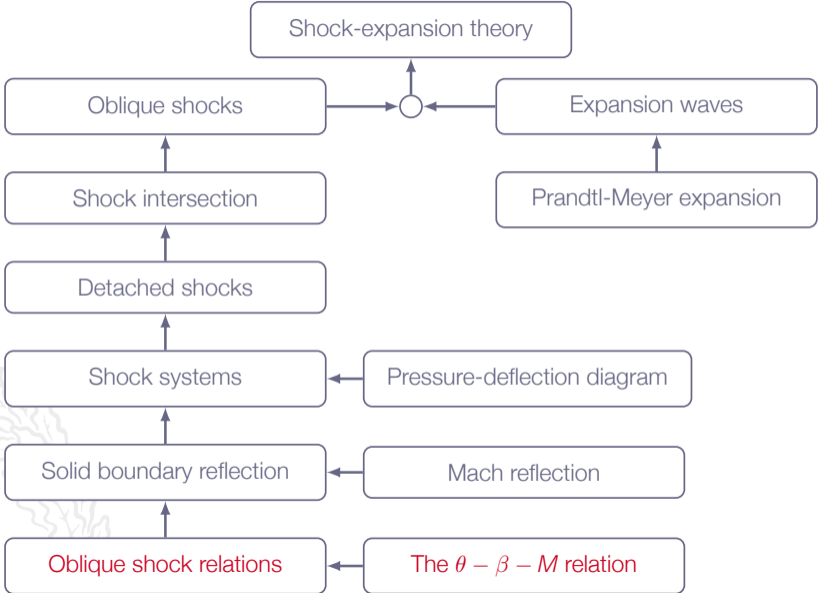 Shock-expansion theory
Oblique shocks
Expansion waves
Shock intersection
Prandtl-Meyer expansion
Detached shocks
Shock systems
Pressure-deflection diagram
Solid boundary reflection
Mach reflection
Oblique shock relations
The θ − β − M relation